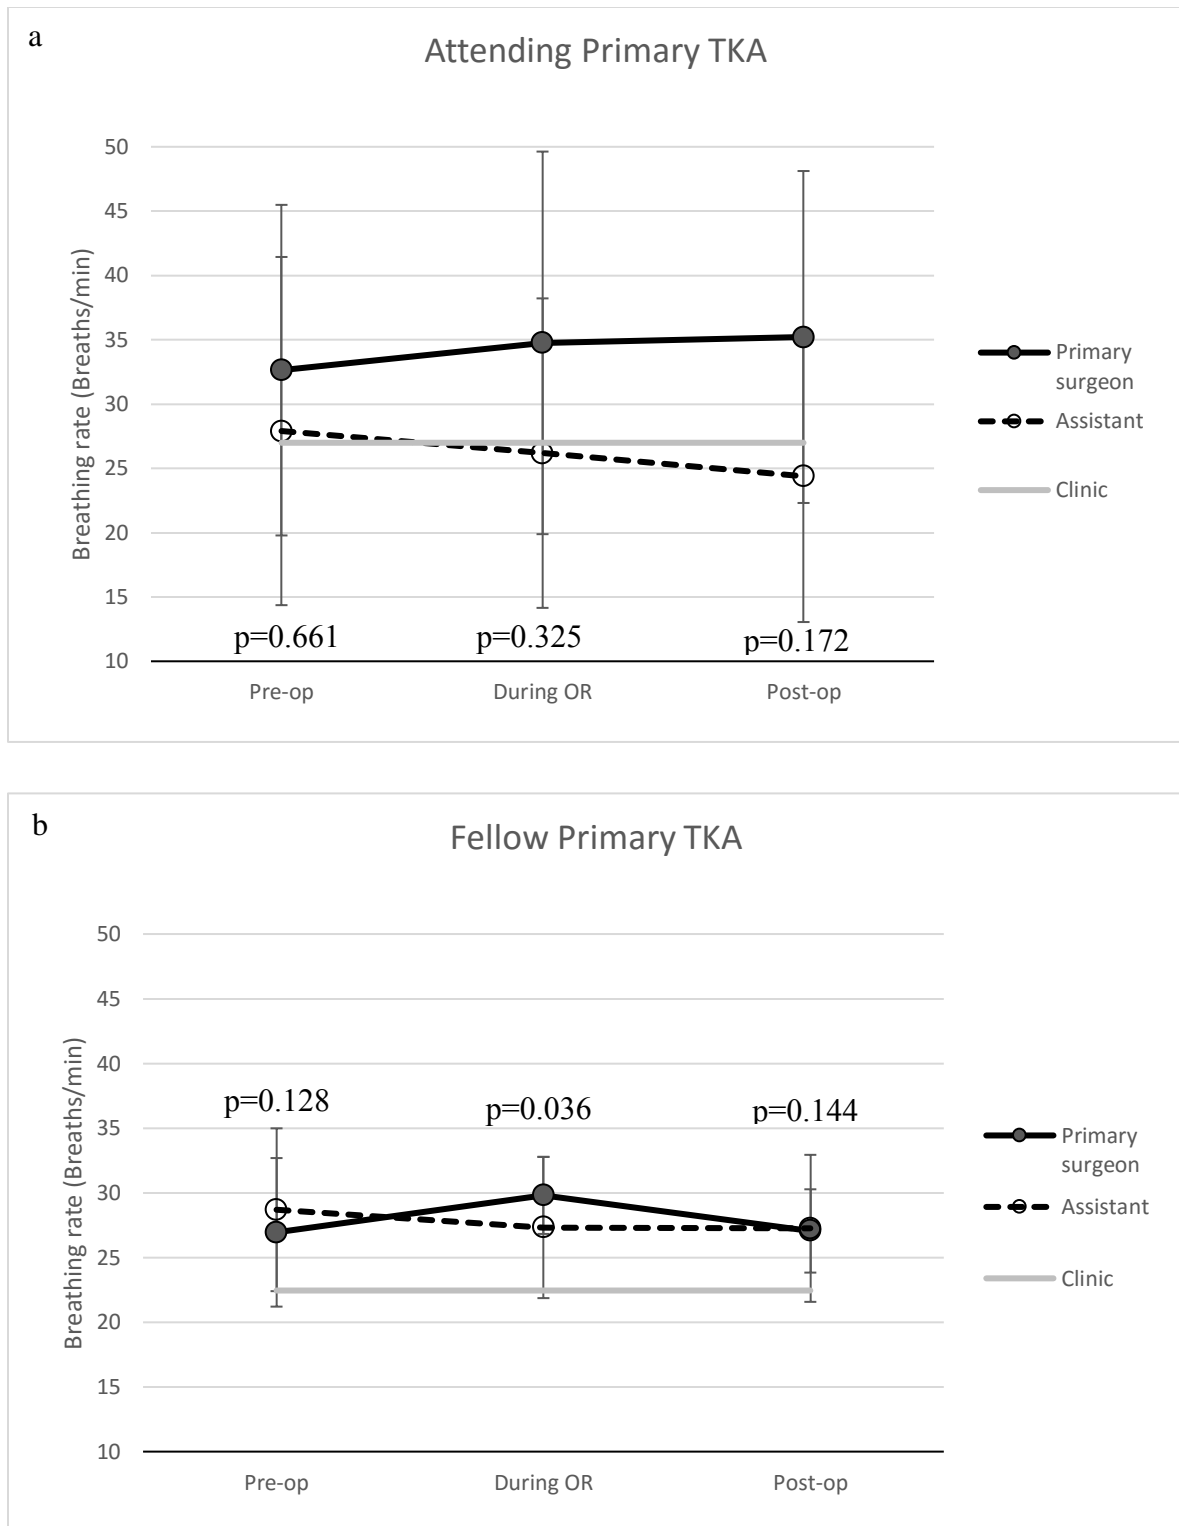 a
Attending Primary TKA
Breathing rate (Breaths/min)
50
45
40
35
30
25
20
15
10
p=0.661
p=0.325
p=0.172
Pre-op
During OR
Post-op
Primary
surgeon
Assistant
Clinic
b
Fellow Primary TKA
Breathing rate (Breaths/min)
50
45
40
35
30
25
20
15
10
p=0.128
p=0.036
p=0.144
Pre-op
During OR
Post-op
Primary
surgeon
Assistant
Clinic